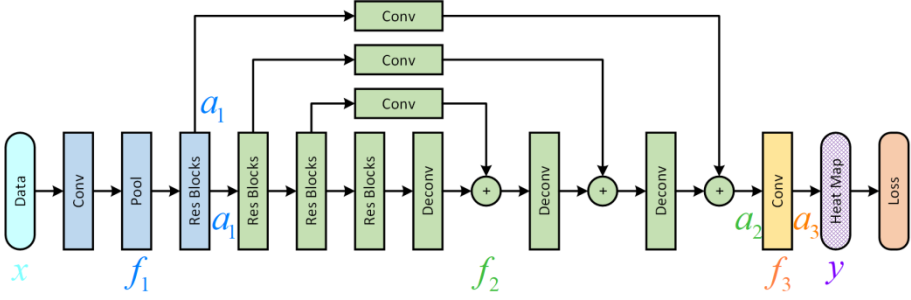 Conv
Conv
Conv
a1
Data
Conv
Pool
Res Blocks
a1
Res Blocks
Res Blocks
Res Blocks
Deconv
+
Deconv
+
Deconv
+
a2
Conv
a3
Heat Map
Loss
x
f1
f2
f3
y